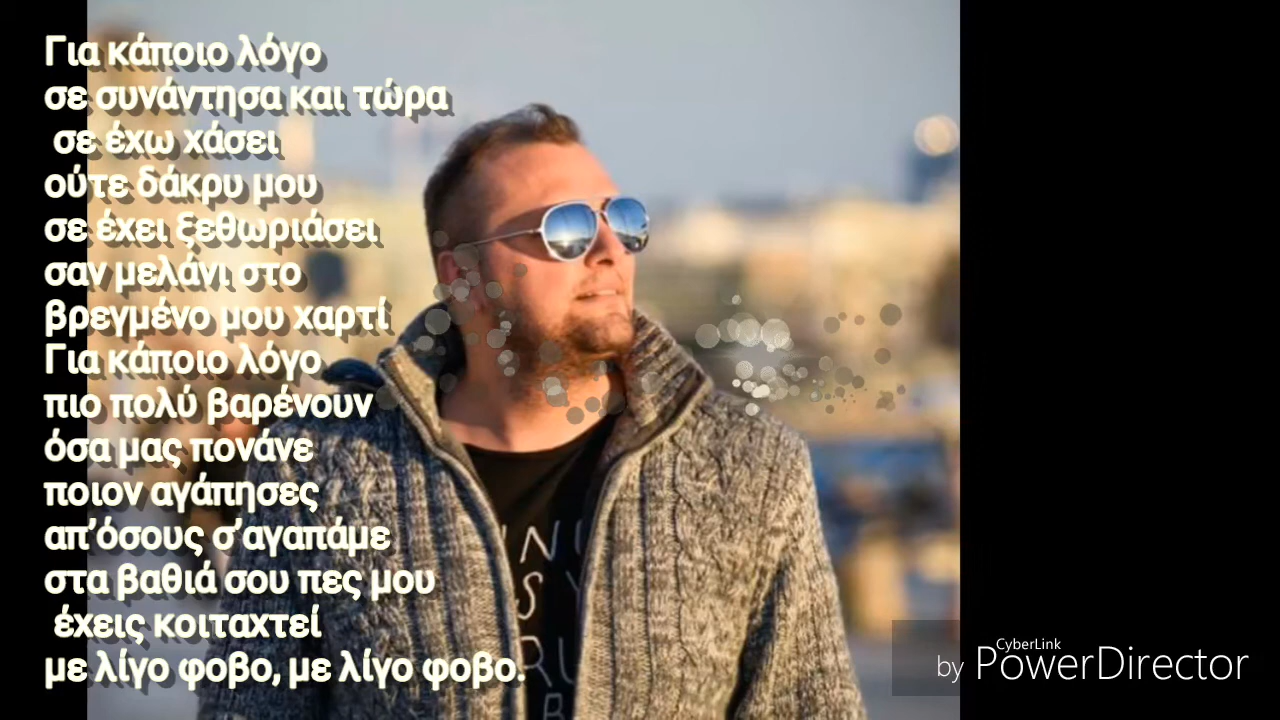 Για κάποιο λόγο
σε συνάντησα και τώρα
σε έχω χάσει
ούτε δάκρυ μου
σε έχει ξεθωριάσει
σαν μελάνι στο
βρεγμένο μου χαρτί
Για κάποιο λόγο
πιο πολύ βαρένουν
όσα μας πονάνε
ποιον αγάπησες
απ’όσους σ’αγαπάμε
στα βαθιά σου πες μου
έχεις κοιταχτεί
με λίγο φοβο, με λίγο φοβο.
CyberLink
by PowerDirector